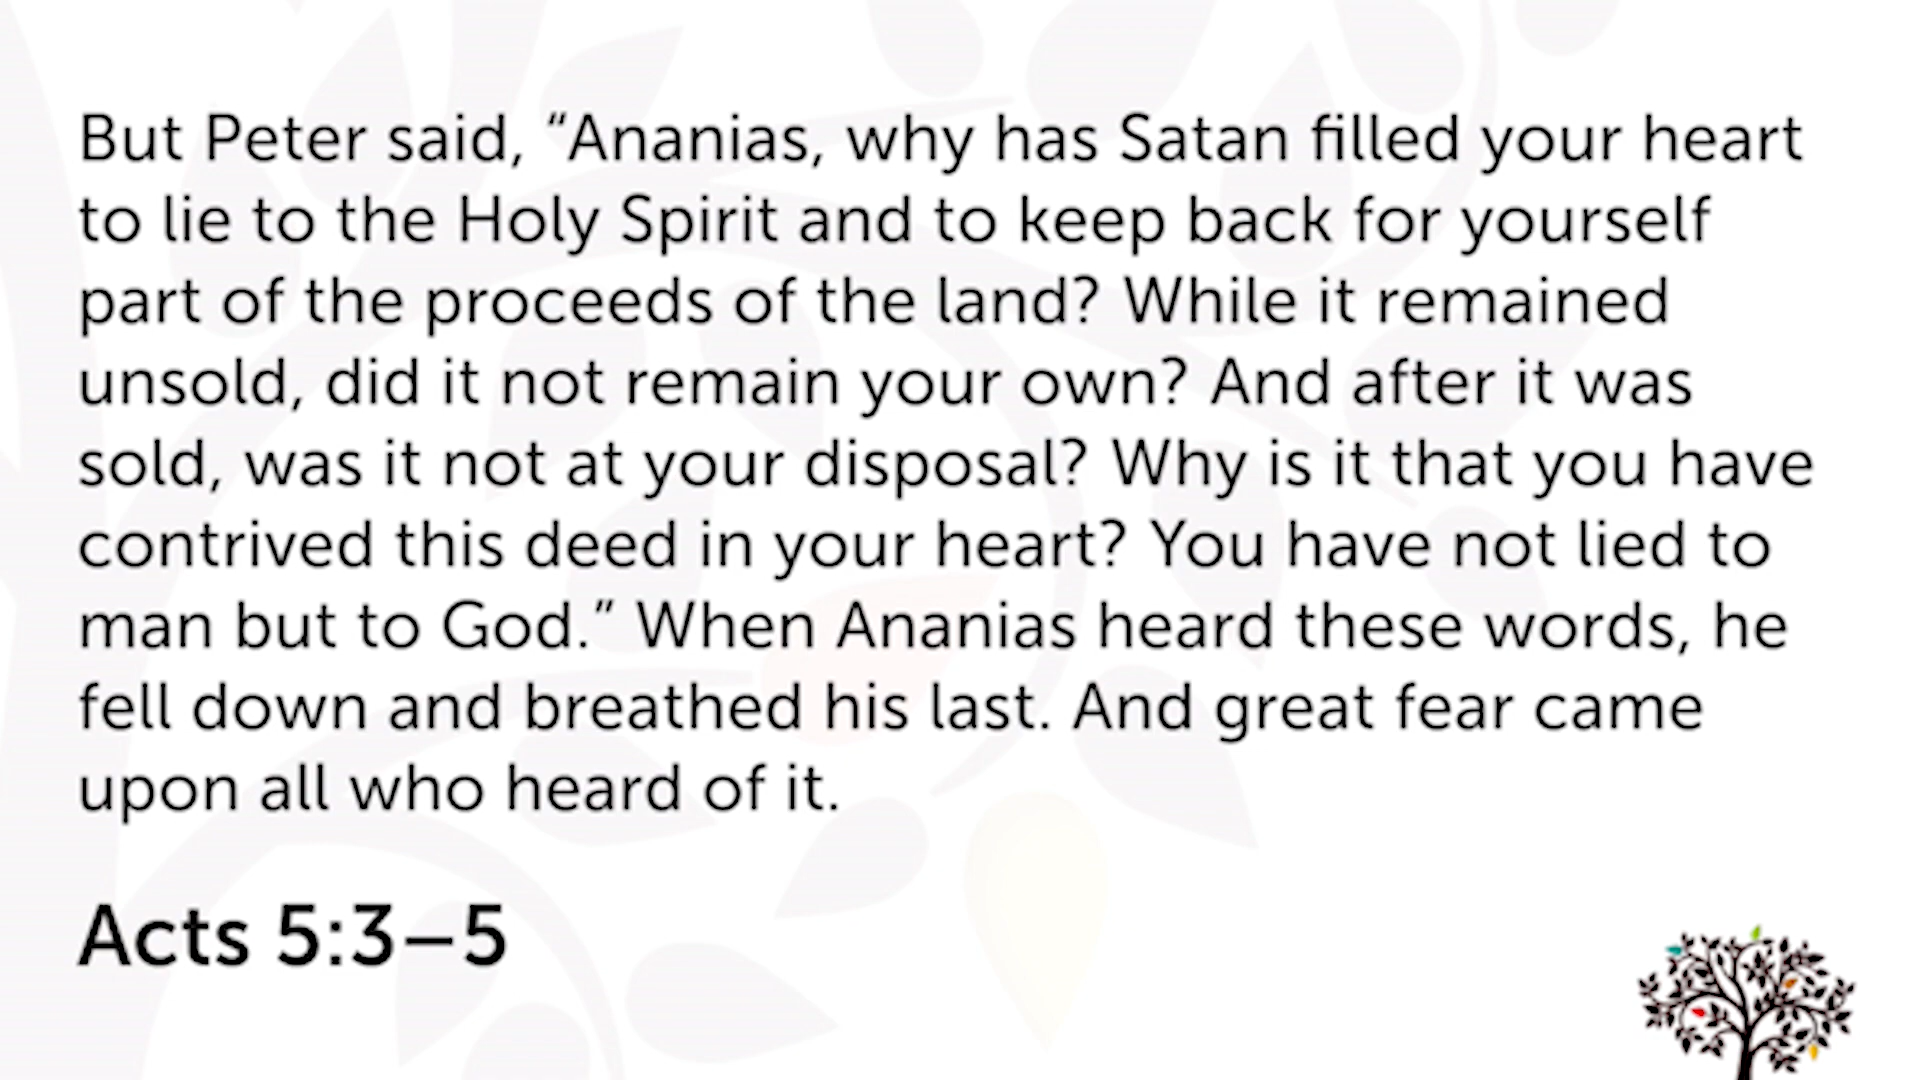 But Peter said, “Ananias, why has Satan filled your heart
to lie to the Holy Spirit and to keep back for yourself
part of the proceeds of the land? While it remained
unsold, did it not remain your own? And after it was
sold, was it not at your disposal? Why is it that you have
contrived this deed in your heart? You have not lied to
man but to God.” When Ananias heard these words, he
fell down and breathed his last. And great fear came
upon all who heard of it.
Acts 5:3–5